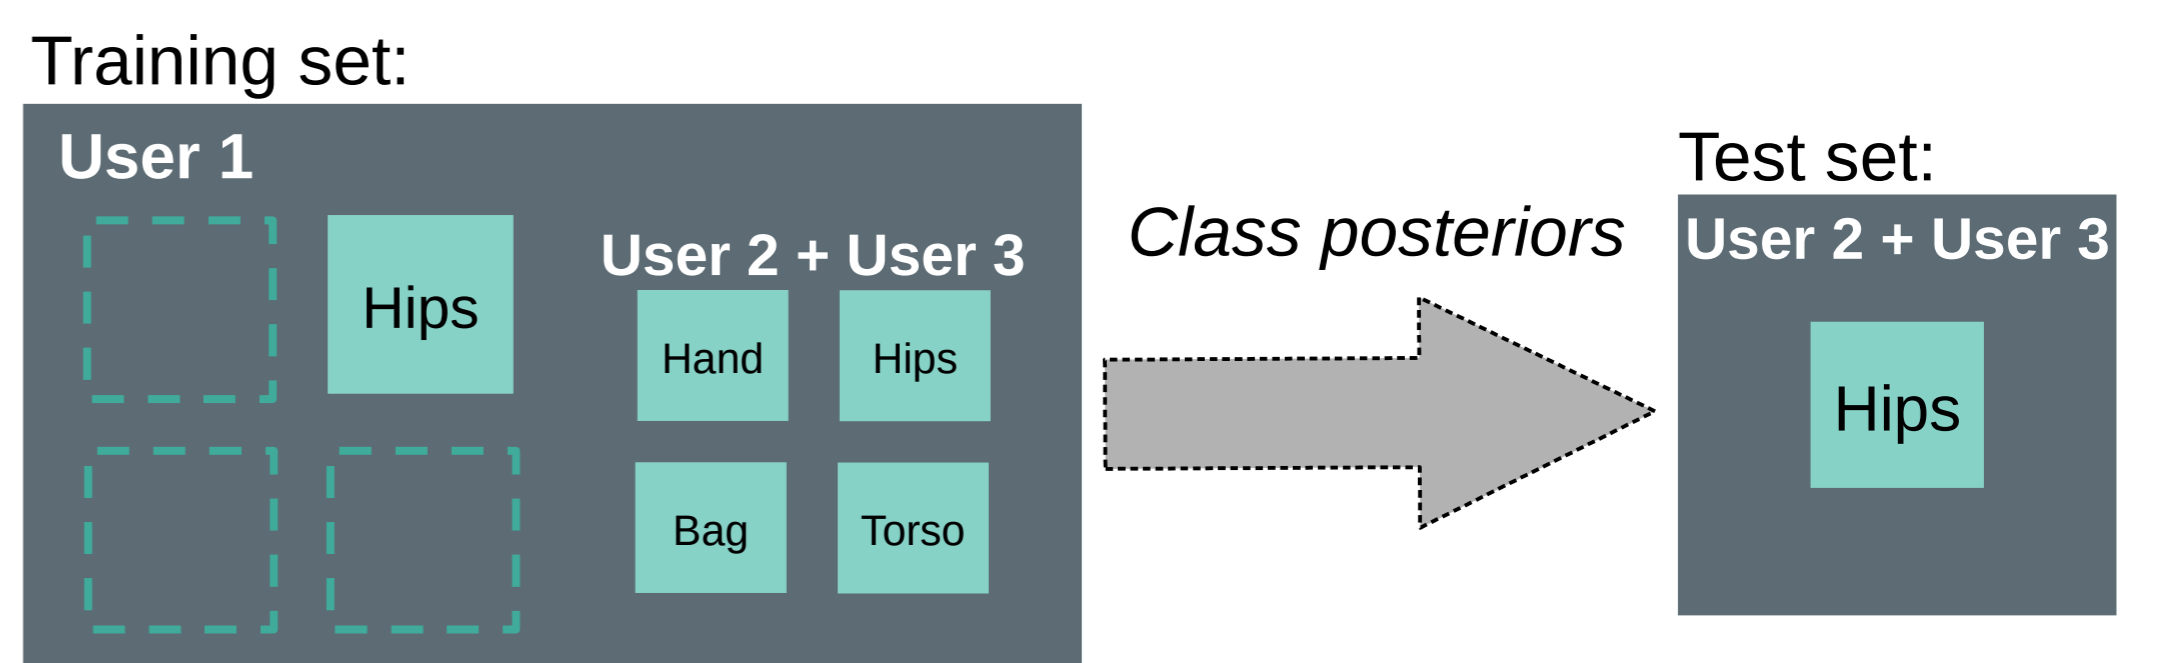 Training set:
User 1
Hips
User 2 + User 3
Hand
Hips
Bag
Torso
Class posteriors
Test set:
User 2 + User 3
Hips